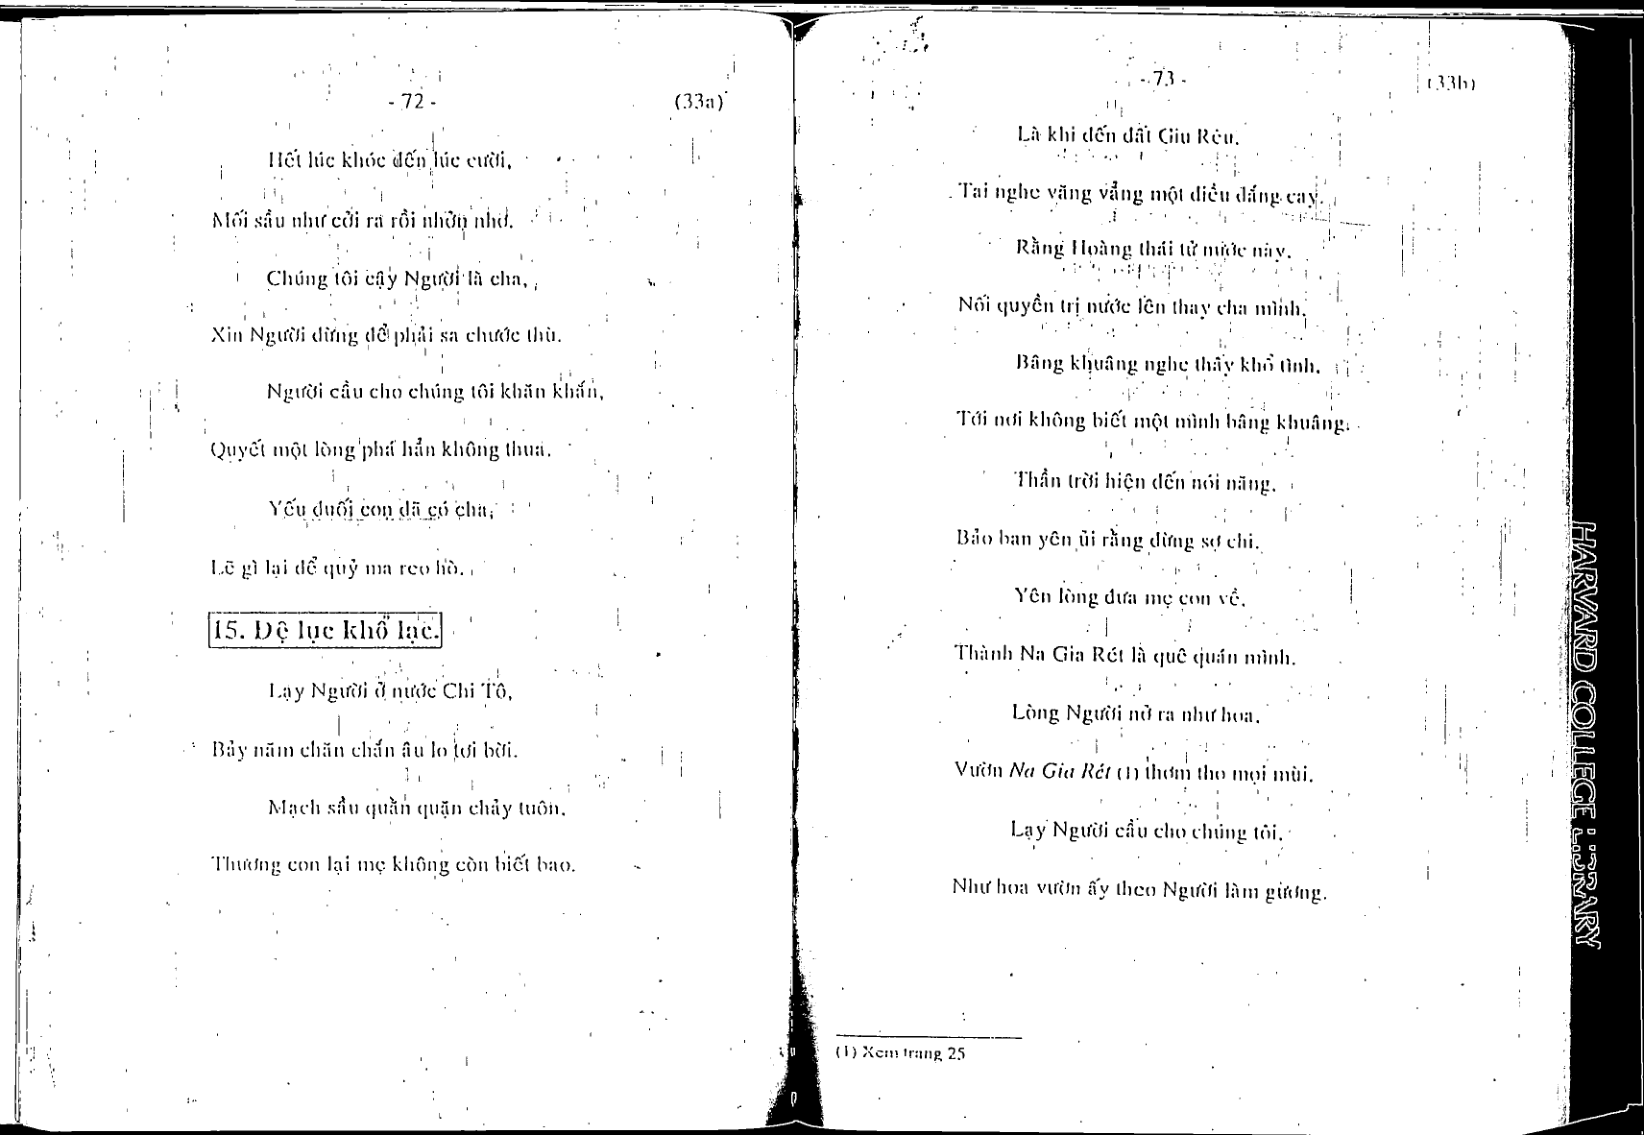 - 72 -
(33a)
Hết lúc khóc đến lúc cười,
Mối sầu như cởi ra rồi nhởn nhơ.
Chúng tôi cậy Người là cha,
Xin Người đừng để phải sa chước thù.
Người cầu cho chúng tôi khăn khấn,
Quyết một lòng phá hẳn không thua.
Yếu đuối con đã có cha,
Lẽ gì lại để quỷ ma reo hò.
15. Đệ lục khổ lạc.
Lạy Người ở nước Chi Tô,
Bảy năm chăn chắn âu lo tơi bời.
Mạch sầu quằn quặn chảy tuôn,
Thương con lại mẹ không còn biết bao.
- 73 -
(33b)
Là khi đến đất Giu Rêu.
Tai nghe văng vẳng một điều đắng cay.
Rằng Hoàng thái tử nước này.
Nối quyền trị nước lên thay cha mình.
Bâng khuâng nghe thấy khổ tình.
Tới nơi không biết một mình bâng khuâng.
Thần trời hiện đến nói năng.
Bảo ban yên ủi rằng đừng sợ chi.
Yên lòng đưa mẹ con về.
Thành Na Gia Rét là quê quán mình.
Lòng Người nở ra như hoa.
Vườn Na Gia Rét (1) thơm tho mọi mùi.
Lạy Người cầu cho chúng tôi.
Như hoa vườn ấy theo Người làm gương.
(1) Xem trang 25
HARVARD COLLEGE LIBRARY